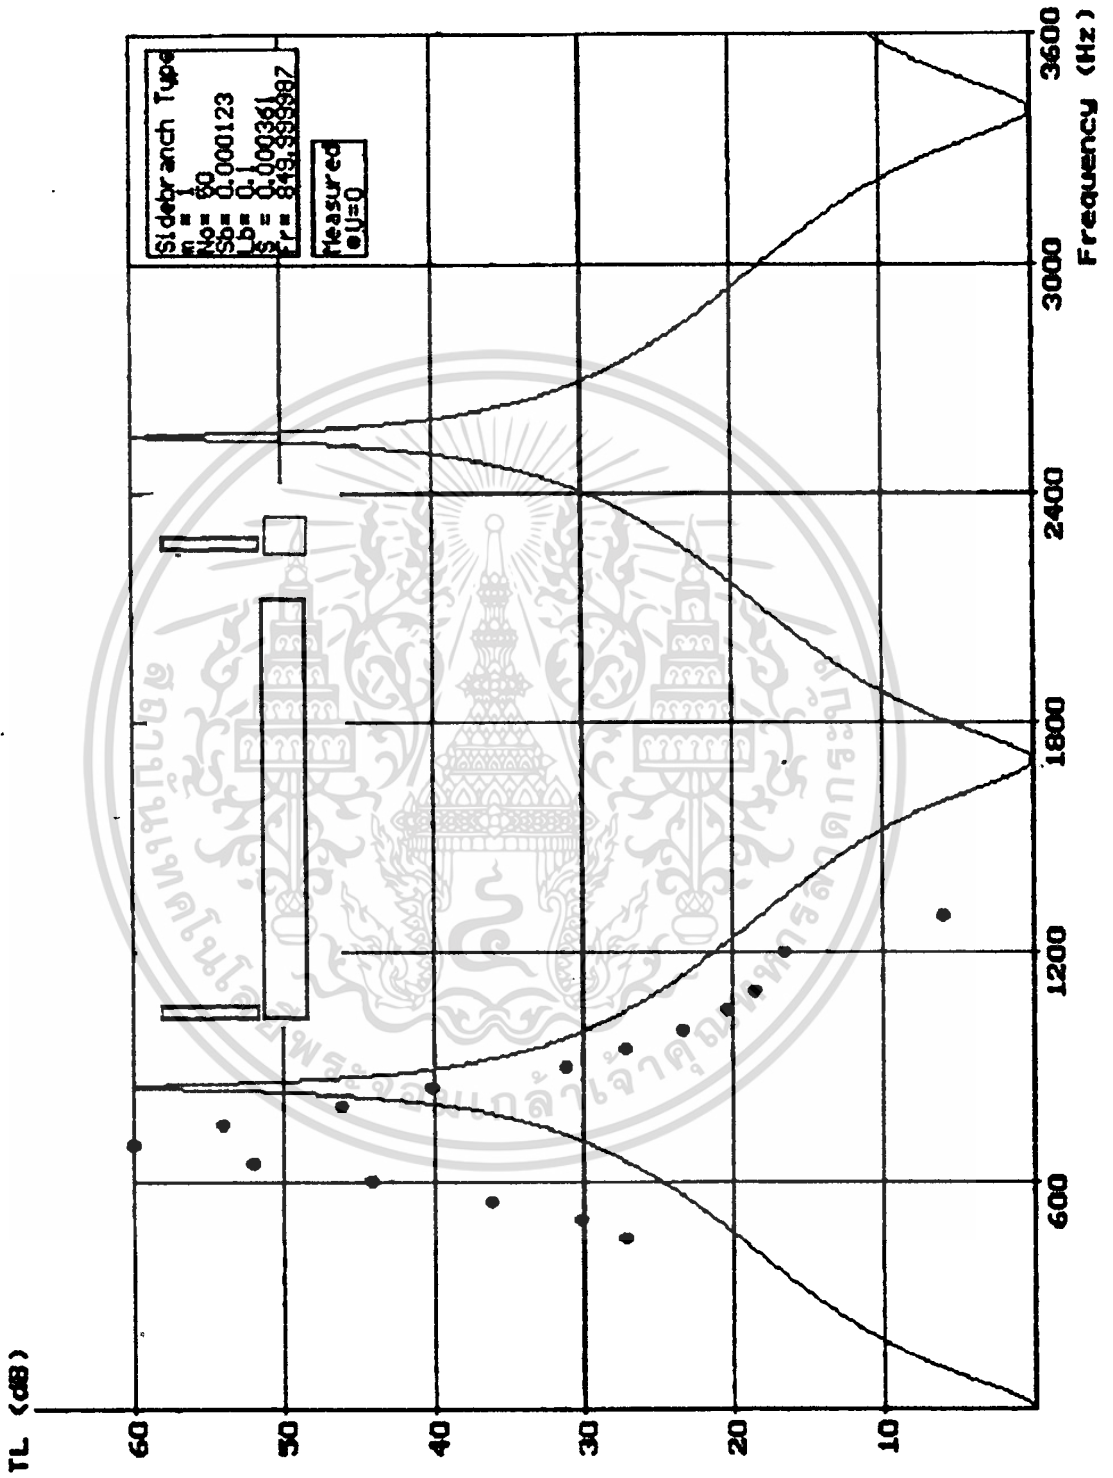 TL (dB)
60
50
40
30
20
10
600
1200
1800
2400
3000
3600
Frequency (Hz)
Sidebranch Type
m = 1
No= 50
Sb= 0.000123
Lb= 0.1
S = 0.000361
Fr= 849.9999987
Measured
●U=0